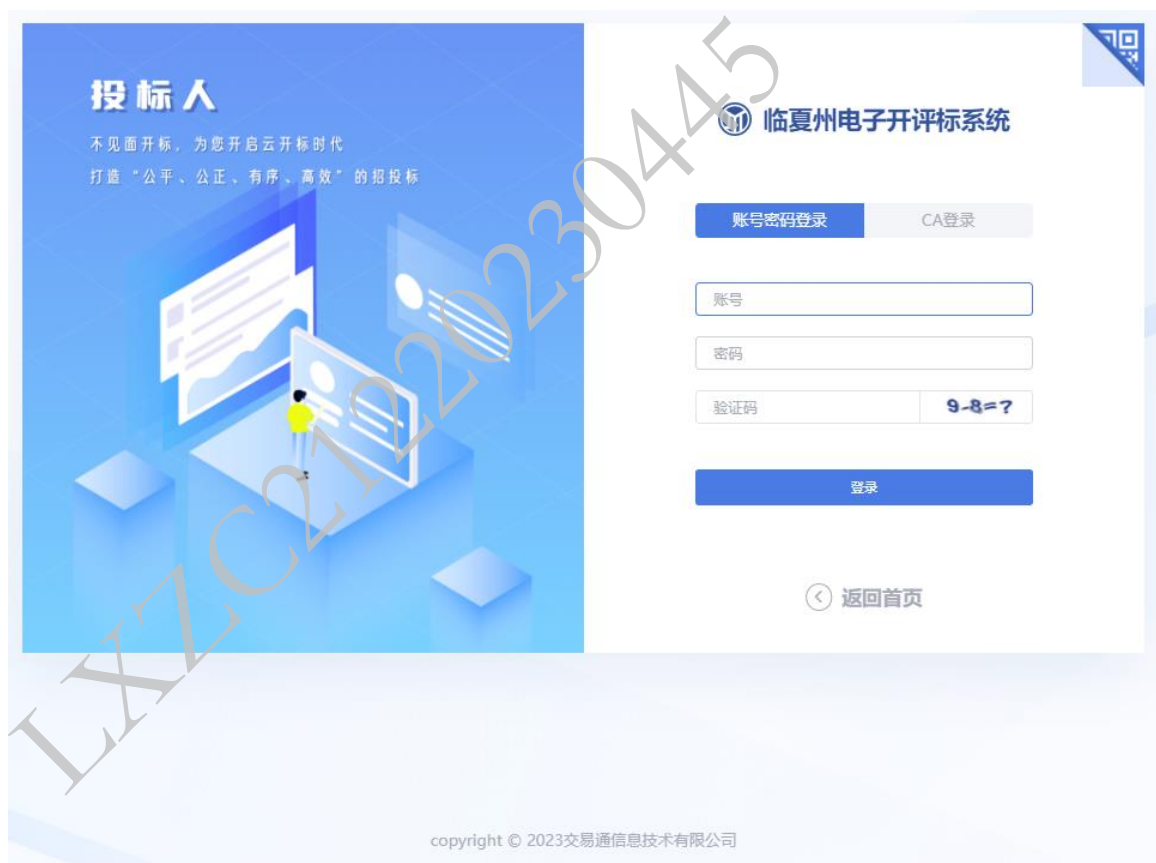 投标人
不见面开标，为您开启云开标时代
打造“公平、公正、有序、高效”的招投标
临夏州电子开评标系统
账号密码登录
CA登录
账号
密码
验证码
9-8=?
登录
返回首页
LXZC21220230445
copyright © 2023交易通信息技术有限公司